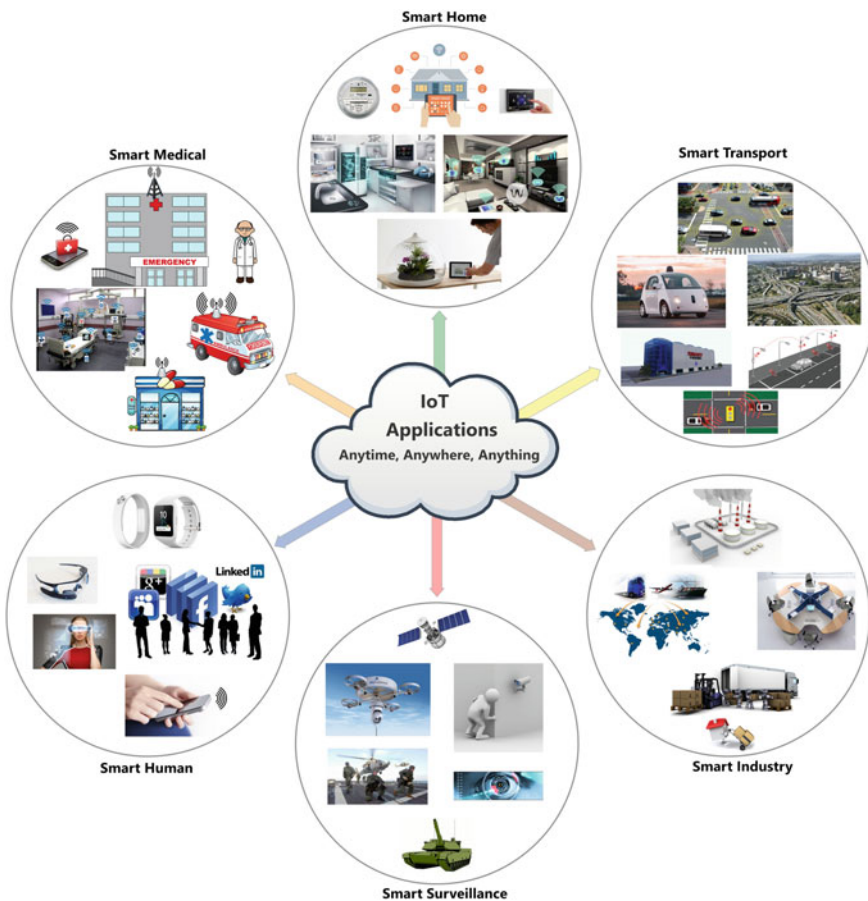 Smart Home
Smart Medical
Smart Transport
EMERGENCY
AMBULANCE
IoT
Applications
Anytime, Anywhere, Anything
g+
Linked in
f
Smart Human
Smart Industry
Smart Surveillance